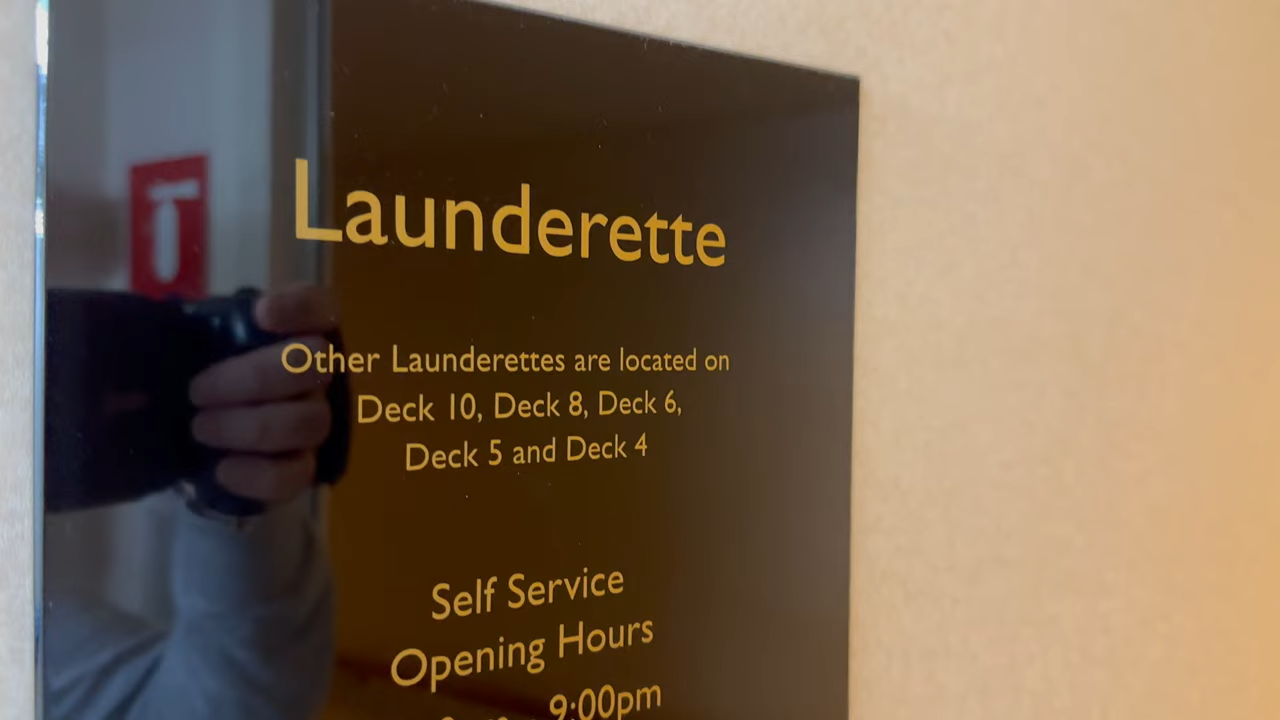 Launderette
Other Launderettes are located on
Deck 10, Deck 8, Deck 6,
Deck 5 and Deck 4
Self Service
Opening Hours
9:00pm